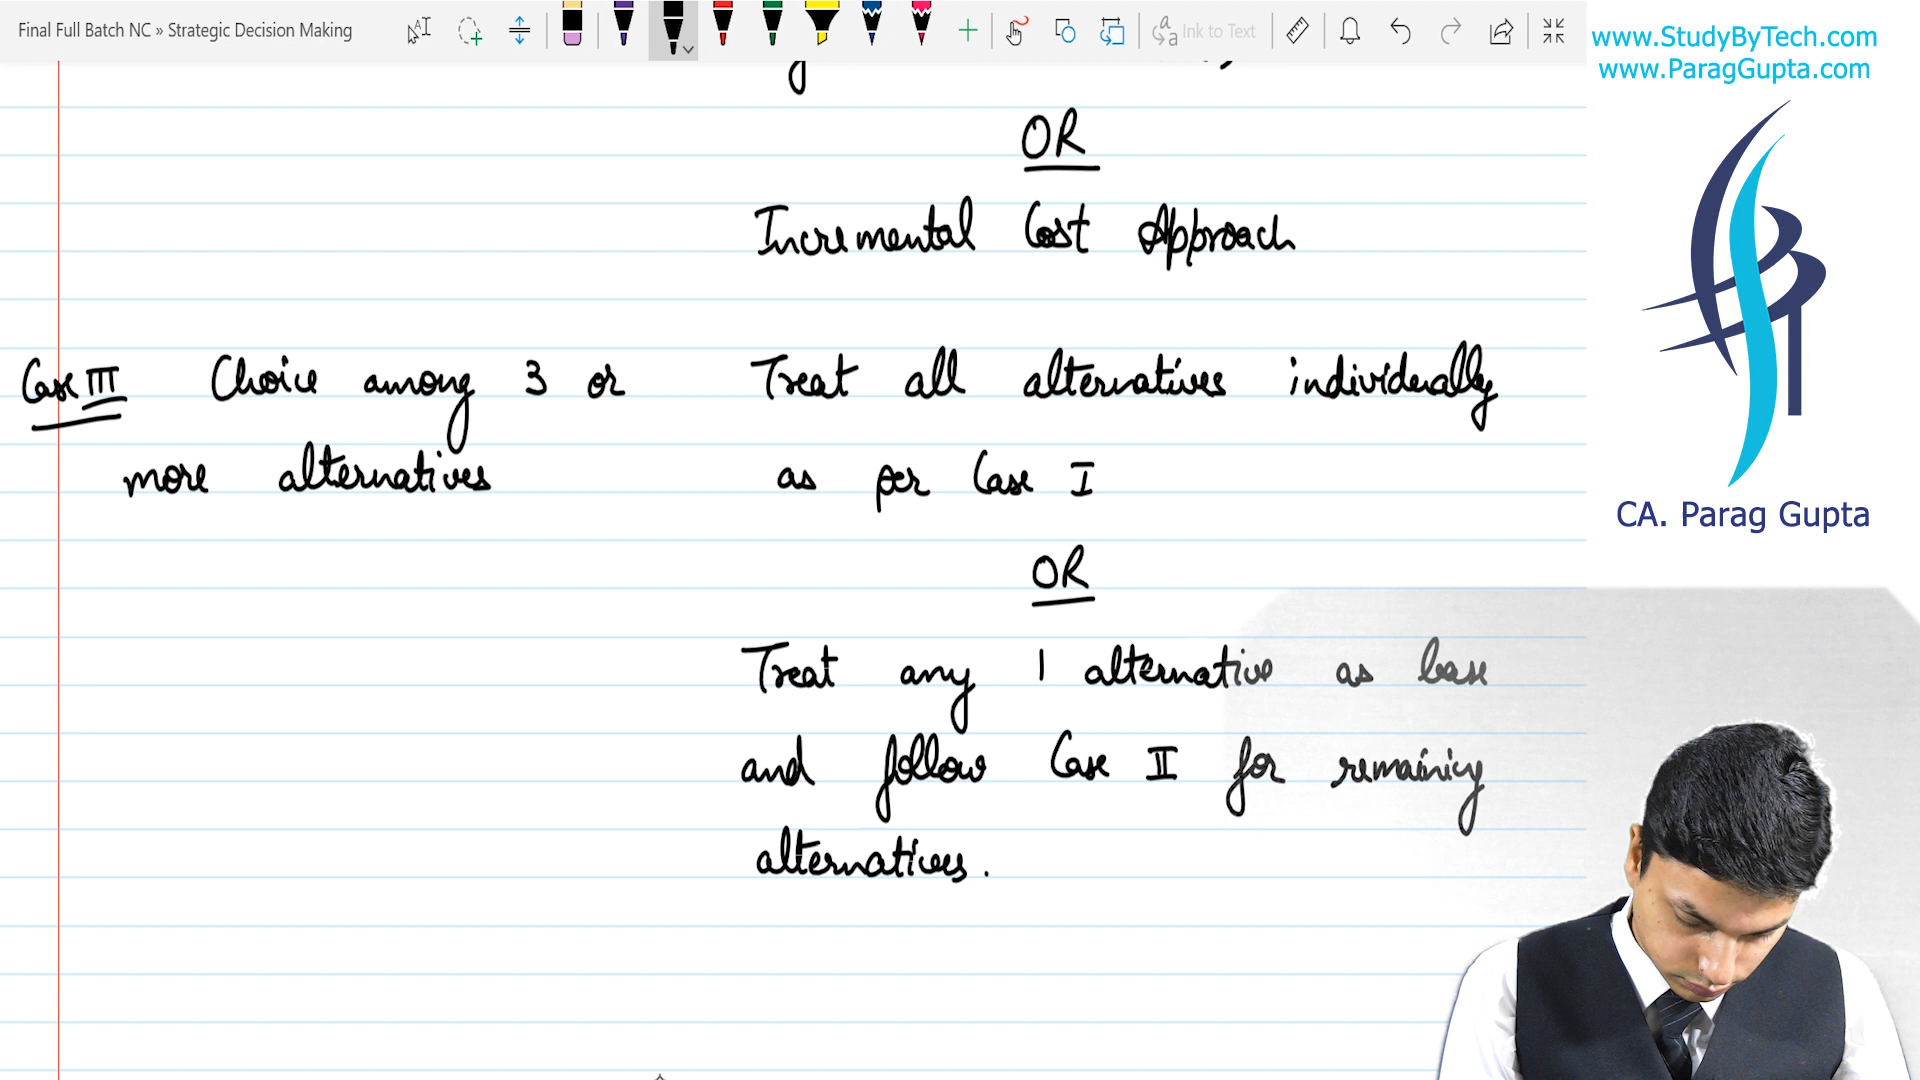 Final Full Batch NC » Strategic Decision Making
Ink to Text
www.StudyByTech.com
www.ParagGupta.com
OR
Incremental Cost Approach
Case III Choice among 3 or
more alternatives
Treat all alternatives individually
as per Case I
OR
Treat any 1 alternative as base
and follow Case II for remaining
alternatives.
CA. Parag Gupta